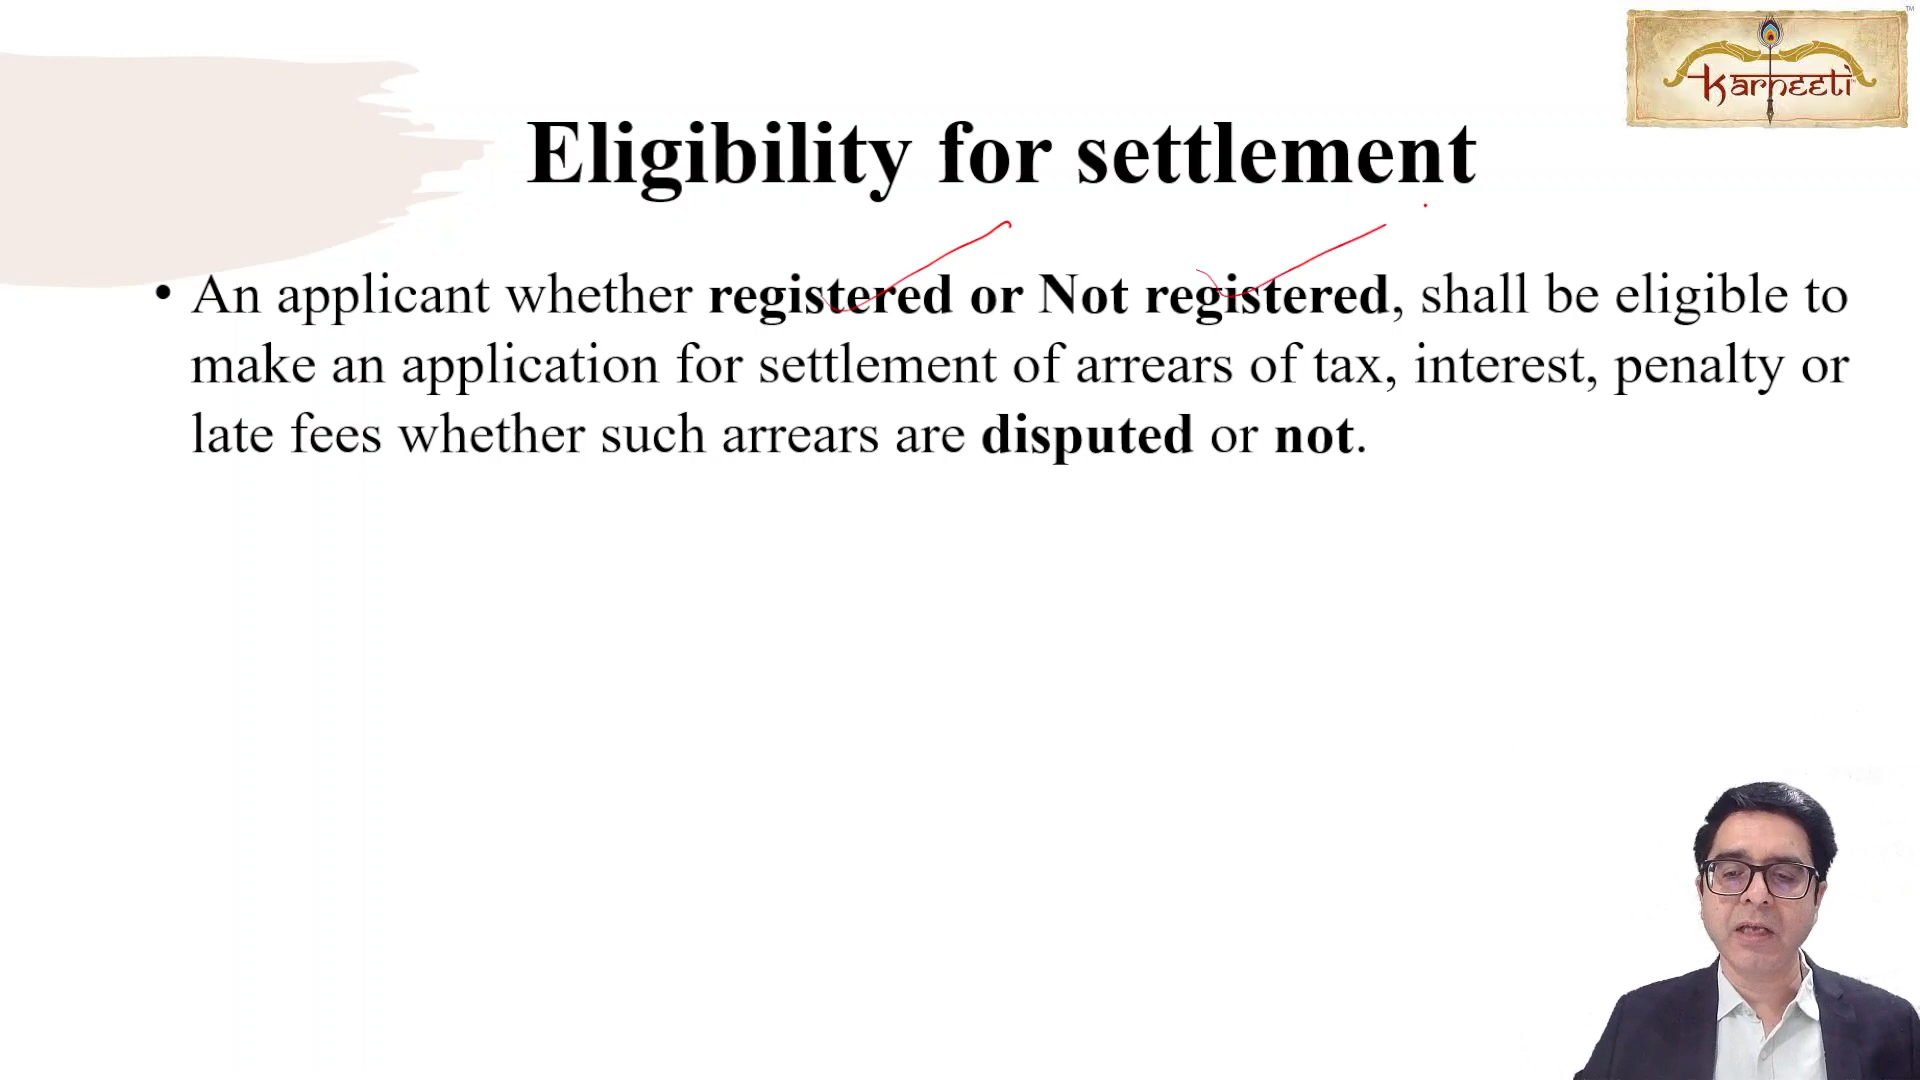 TM
Karneeti
Eligibility for settlement
• An applicant whether registered or Not registered, shall be eligible to
make an application for settlement of arrears of tax, interest, penalty or
late fees whether such arrears are disputed or not.